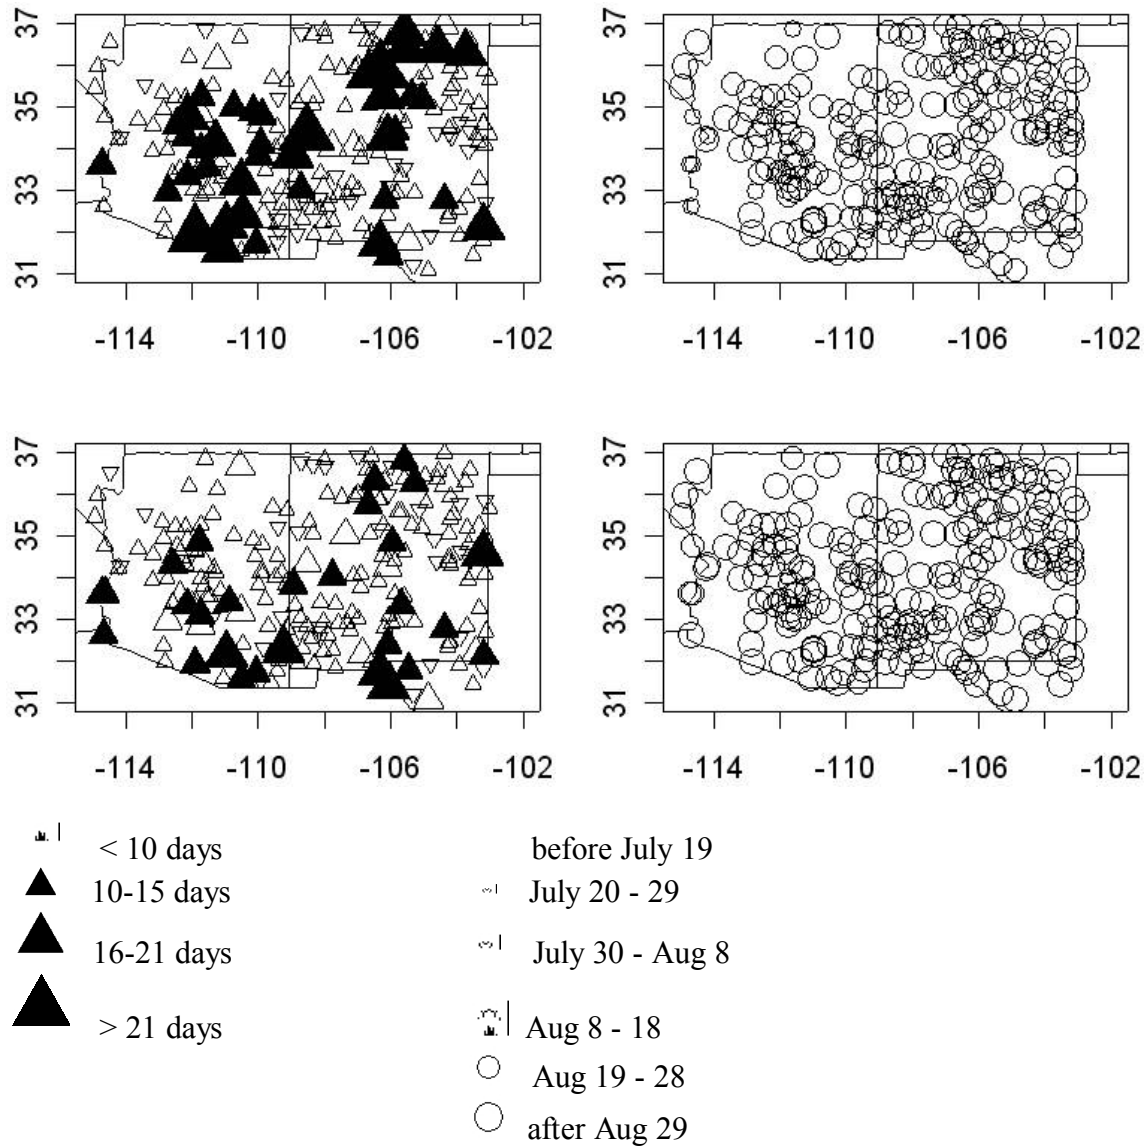 37
35
33
31
-114 -110 -106 -102
37
35
33
31
-114 -110 -106 -102
37
35
33
31
-114 -110 -106 -102
37
35
33
31
-114 -110 -106 -102
< 10 days
10-15 days
16-21 days
> 21 days
before July 19
July 20 - 29
July 30 - Aug 8
Aug 8 - 18
Aug 19 - 28
after Aug 29